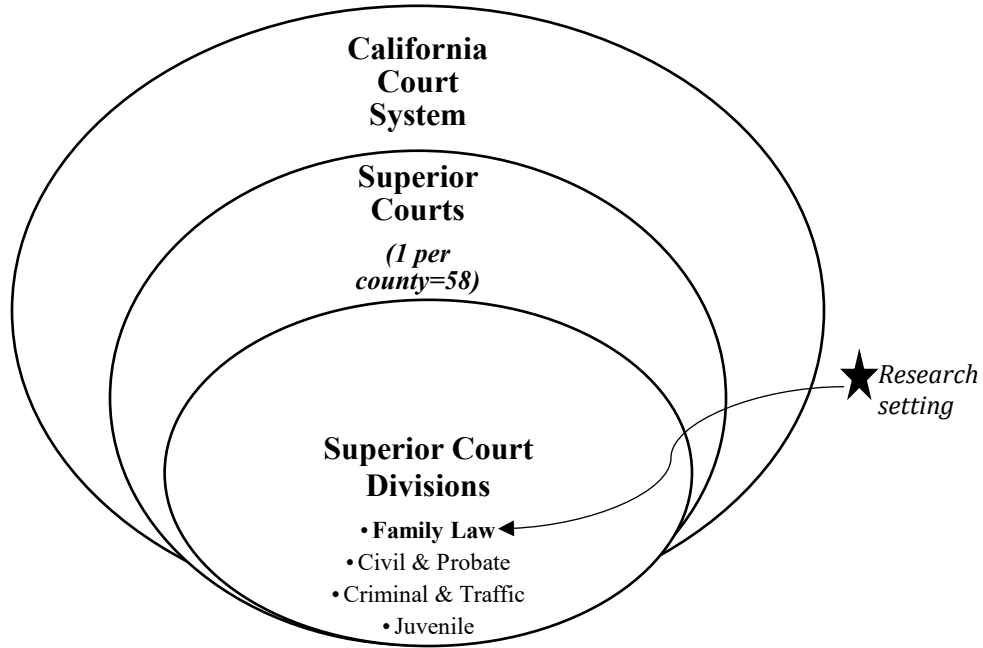 California
Court
System
Superior
Courts
(1 per
county=58)
Superior Court
Divisions
• Family Law
• Civil & Probate
• Criminal & Traffic
• Juvenile
Research
setting